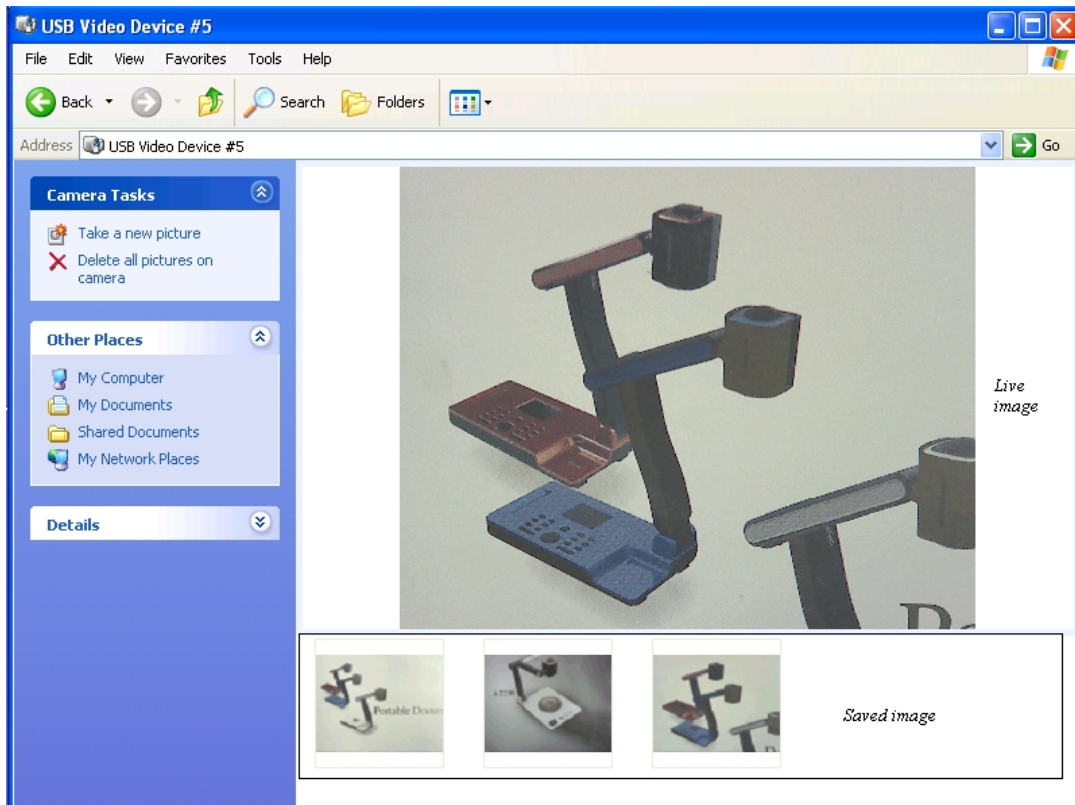 USB Video Device #5
File Edit View Favorites Tools Help
Back Search Folders
Address USB Video Device #5 Go
Camera Tasks
Take a new picture
Delete all pictures on
camera
Other Places
My Computer
My Documents
Shared Documents
My Network Places
Details
Live
image
Portable Docum
Saved image